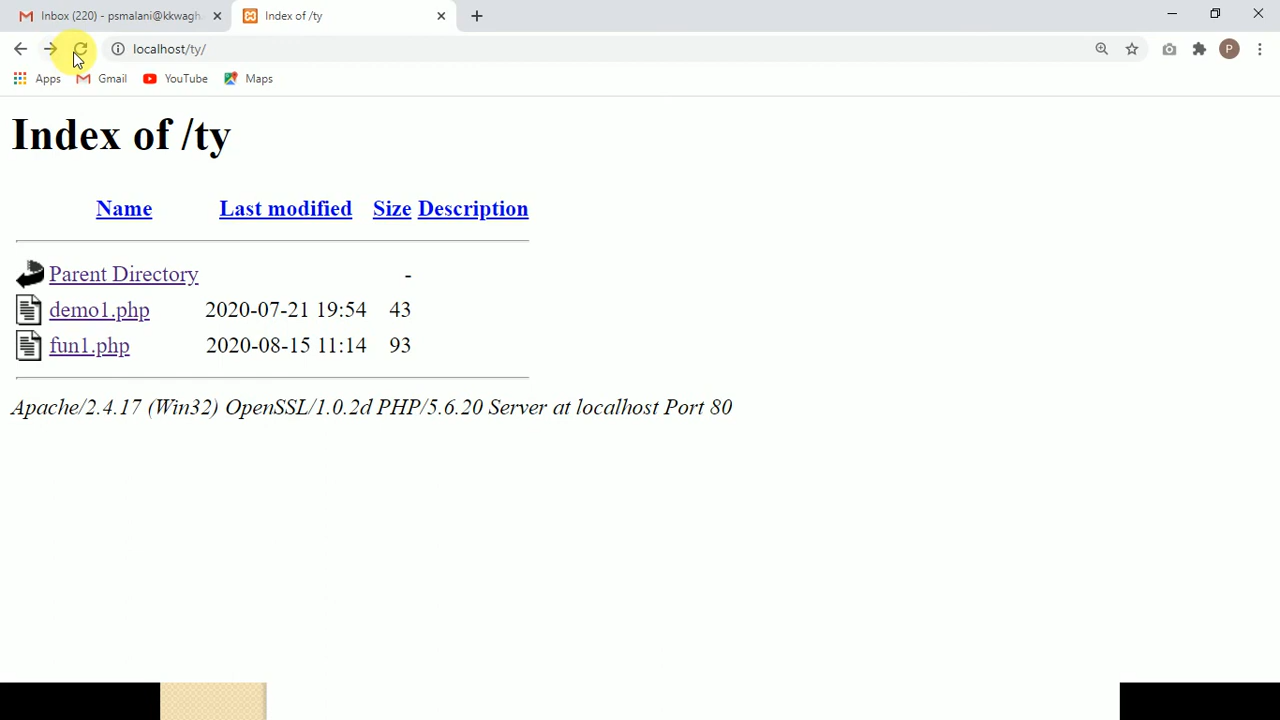 Inbox (220) - psmalani@kkwagh.
Index of /ty
localhost/ty/
P
Apps
Gmail
YouTube
Maps
Index of /ty
Name Last modified Size Description
Parent Directory -
demo1.php 2020-07-21 19:54 43
fun1.php 2020-08-15 11:14 93
Apache/2.4.17 (Win32) OpenSSL/1.0.2d PHP/5.6.20 Server at localhost Port 80